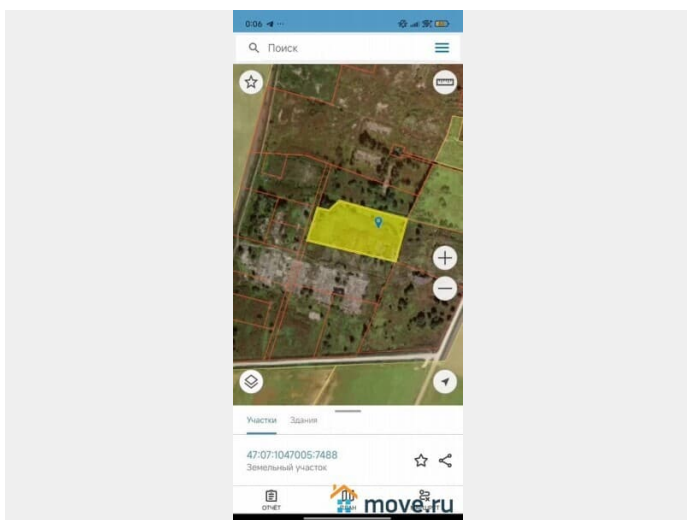 0:06
Поиск
Участки Здания
47:07:1047005:7488
Земельный участок
ОТЧЁТ
move.ru